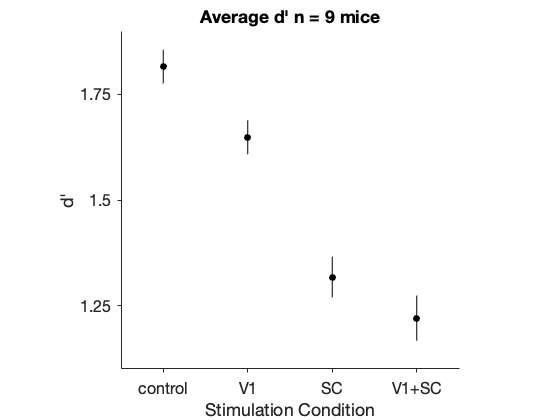 Average d' n = 9 mice
1.75
1.5
1.25
d'
control V1 SC V1+SC
Stimulation Condition